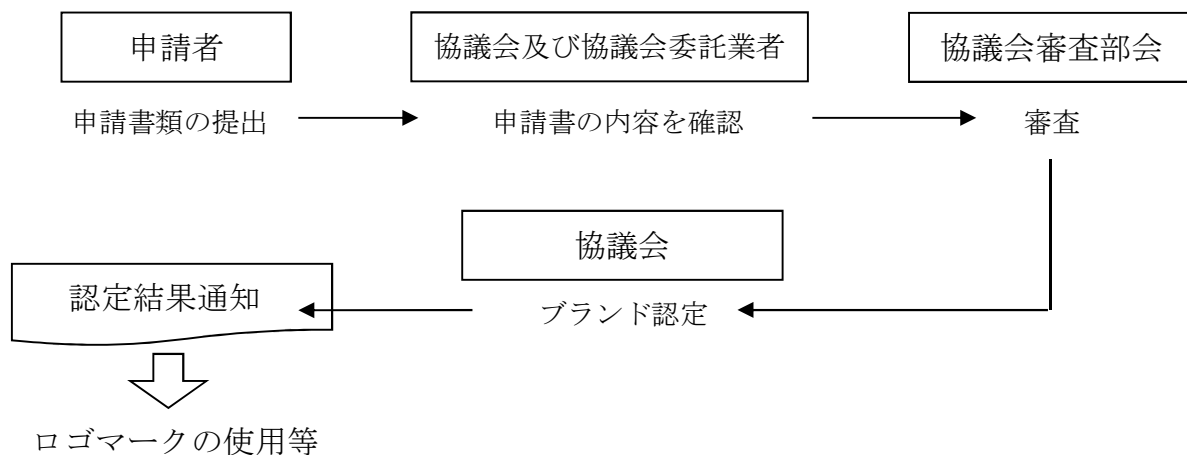 申請者
協議会及び協議会委託業者
協議会審査部会
申請書類の提出
申請書の内容を確認
審査
協議会
認定結果通知
ブランド認定
ロゴマークの使用等